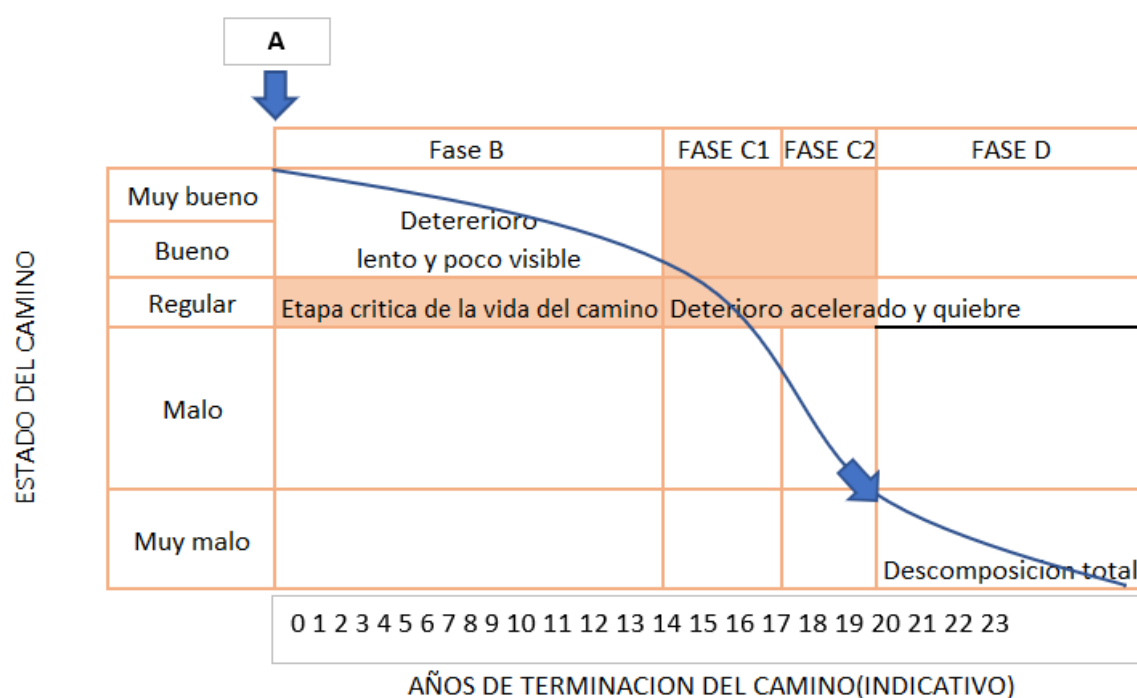 A
Fase B
FASE C1
FASE C2
FASE D
Muy bueno
Detererioro
lento y poco visible
Bueno
Regular
Etapa critica de la vida del camino
Deterioro acelerado y quiebre
Malo
Muy malo
Descomposición total
ESTADO DEL CAMINO
0 1 2 3 4 5 6 7 8 9 10 11 12 13 14 15 16 17 18 19 20 21 22 23
AÑOS DE TERMINACION DEL CAMINO(INDICATIVO)